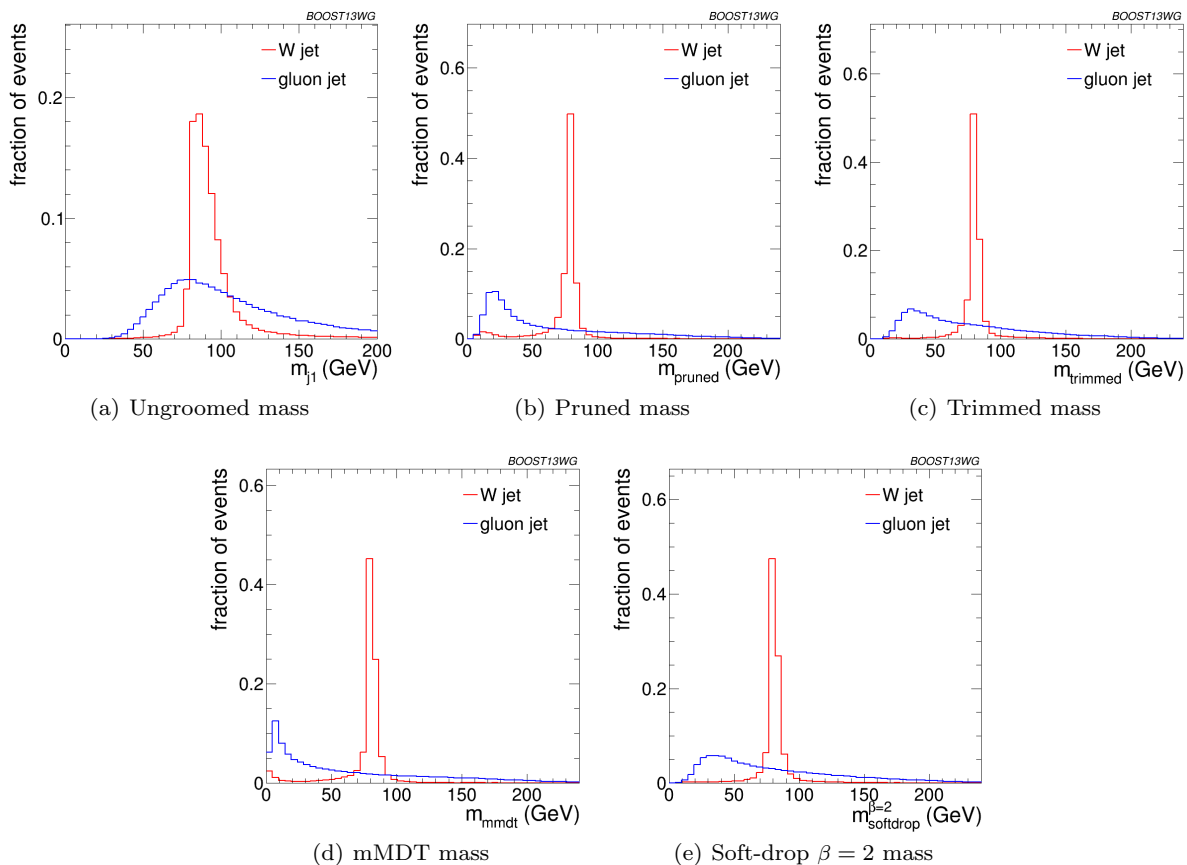 BOOST13WG
fraction of events
W jet
gluon jet
0.2
0.1
0
0 50 100 150 200
m_j1 (GeV)
(a) Ungroomed mass
BOOST13WG
fraction of events
W jet
gluon jet
0.6
0.4
0.2
0
0 50 100 150 200
m_pruned (GeV)
(b) Pruned mass
BOOST13WG
fraction of events
W jet
gluon jet
0.6
0.4
0.2
0
0 50 100 150 200
m_trimmed (GeV)
(c) Trimmed mass
BOOST13WG
fraction of events
W jet
gluon jet
0.6
0.4
0.2
0
0 50 100 150 200
m_mmdt (GeV)
(d) mMDT mass
BOOST13WG
fraction of events
W jet
gluon jet
0.6
0.4
0.2
0
0 50 100 150 200
m_softdrop^β=2 (GeV)
(e) Soft-drop β = 2 mass